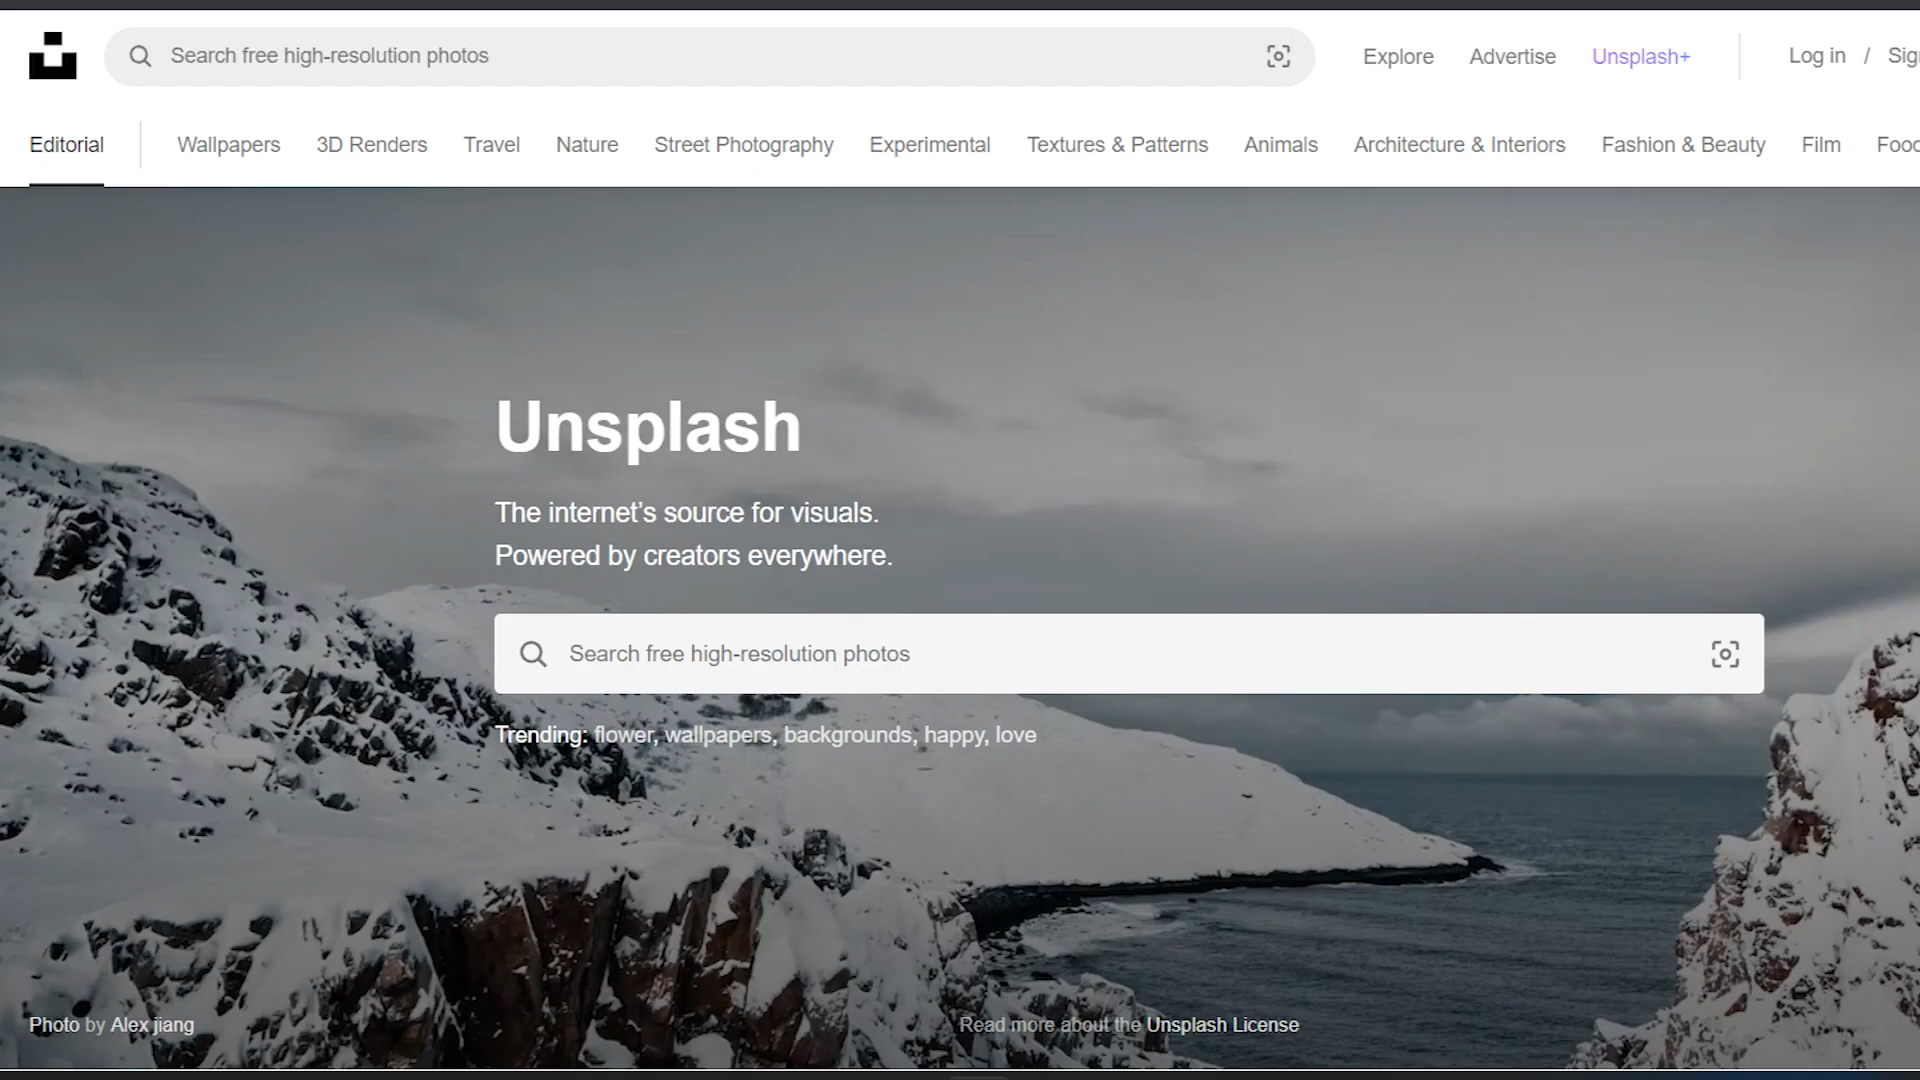 Search free high-resolution photos
Explore Advertise Unsplash+ Log in / Sig
Editorial Wallpapers 3D Renders Travel Nature Street Photography Experimental Textures & Patterns Animals Architecture & Interiors Fashion & Beauty Film Food
Unsplash
The internet’s source for visuals.
Powered by creators everywhere.
Search free high-resolution photos
Trending: flower, wallpapers, backgrounds, happy, love
Photo by Alex jiang
Read more about the Unsplash License